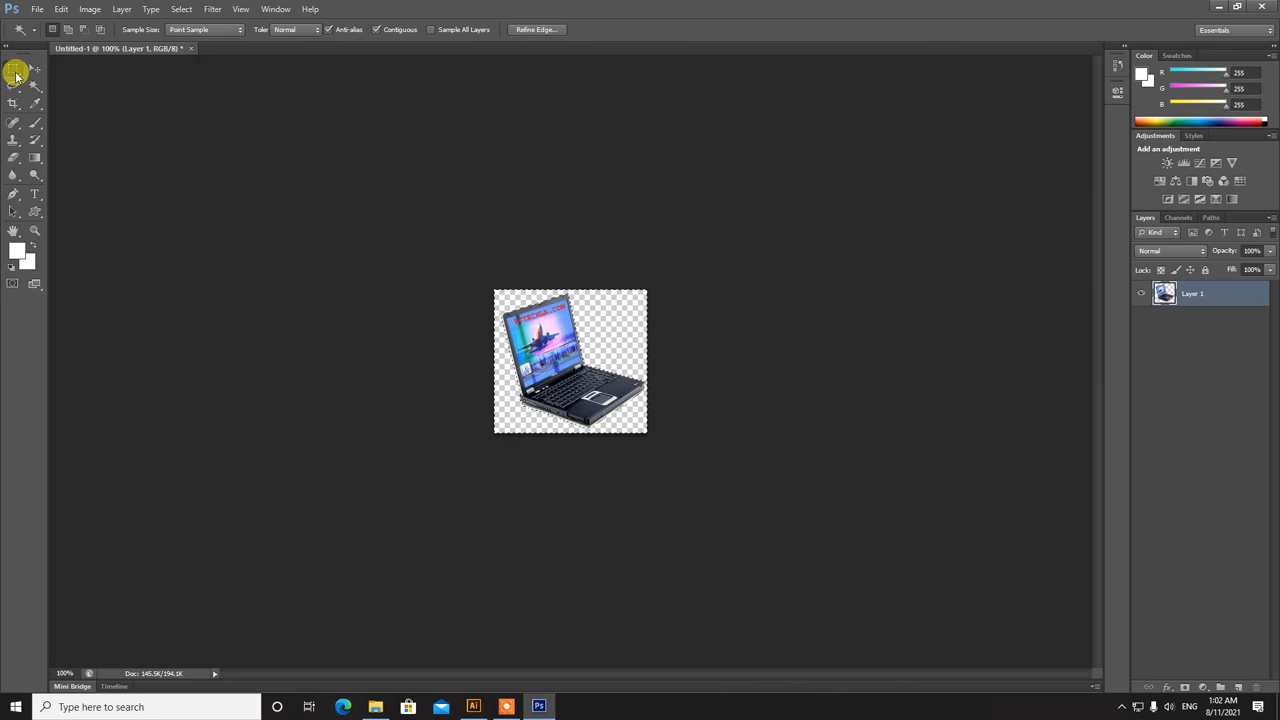 Ps File Edit Image Layer Type Select Filter View Window Help
Sample Size: Point Sample Toler Normal Anti-alias Contiguous Sample All Layers Refine Edge... Essentials
Untitled-1 @ 100% (Layer 1, RGB/8) * ×
Color Swatches
R 255
G 255
B 255
Adjustments Styles
Add an adjustment
Layers Channels Paths
Kind
Normal Opacity: 100%
Lock: Fill: 100%
Layer 1
100% Doc: 145.5K/194.1K
Mini Bridge Timeline
Type here to search
Ai Ps
ENG
1:02 AM
8/11/2021